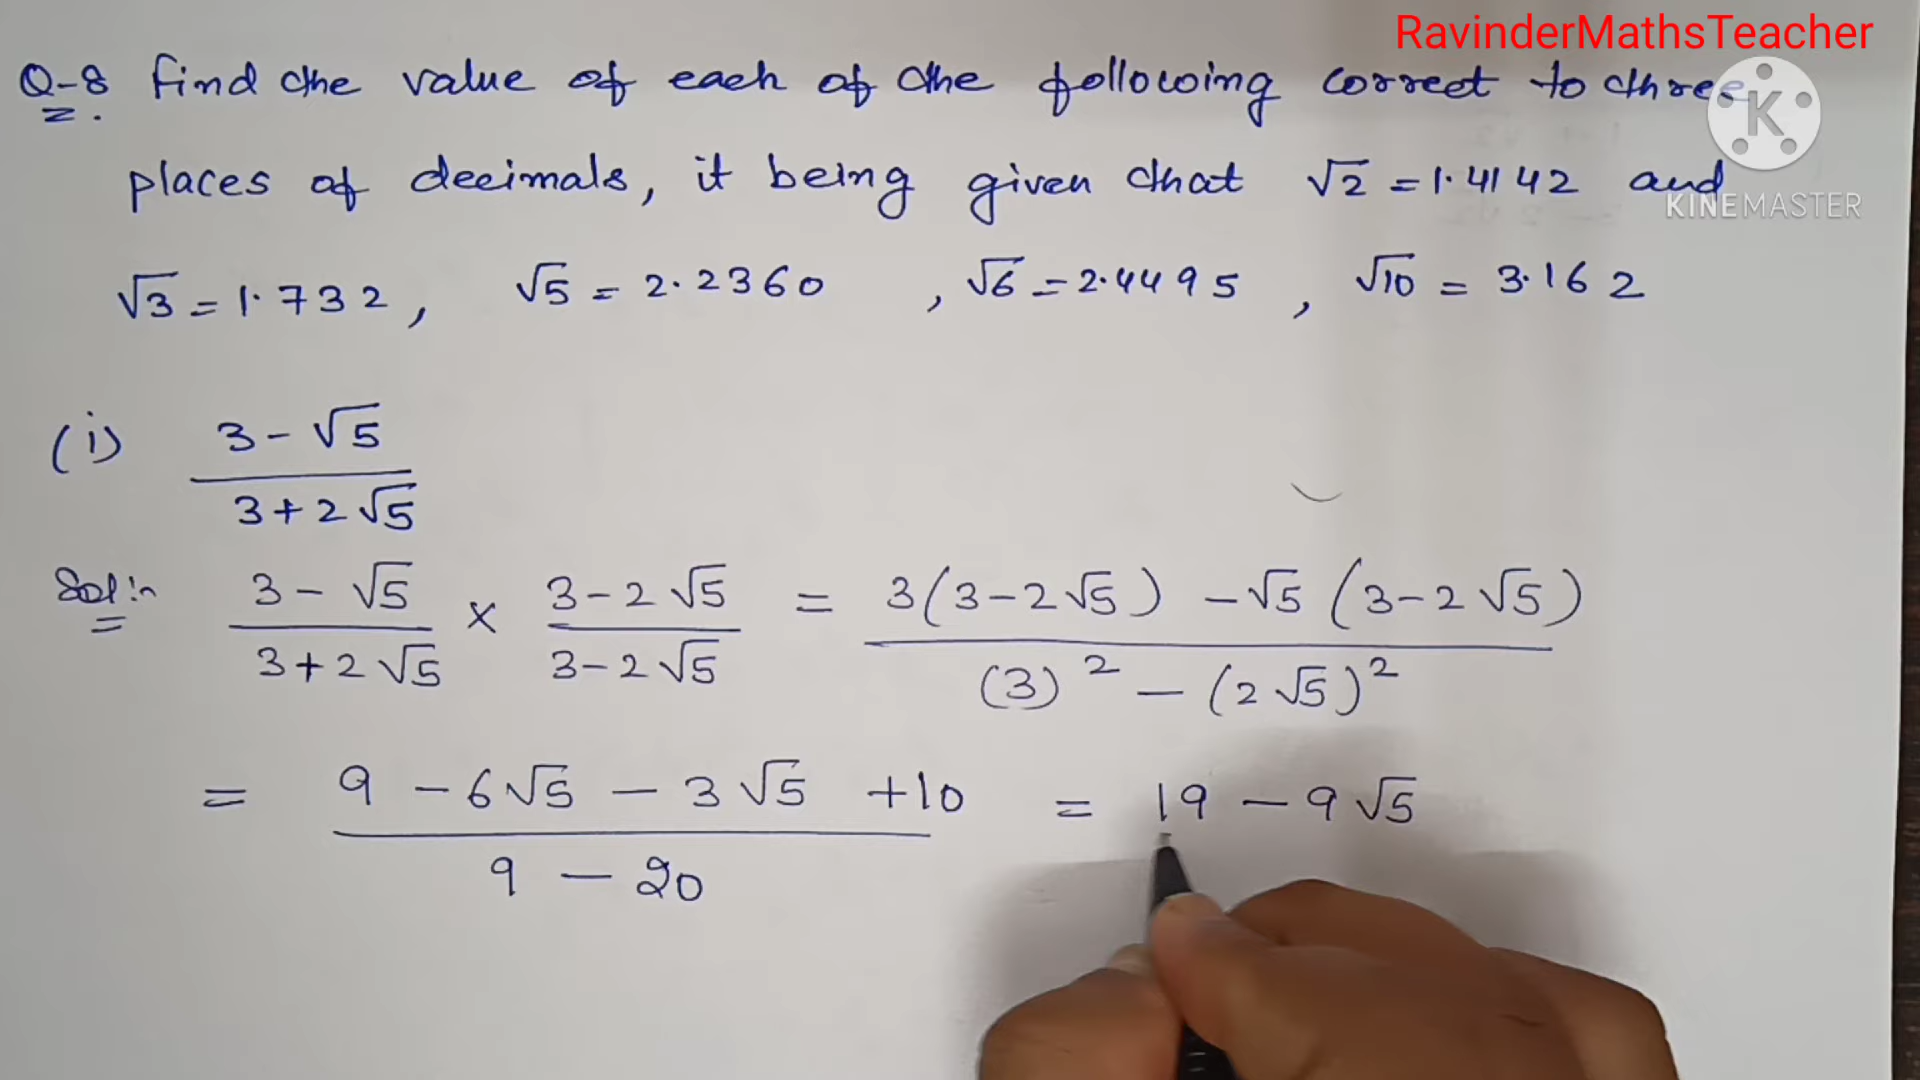 RavinderMathsTeacher
Q-8 find the value of each of the following correct to three
places of decimals, it being given that √2 = 1.4142 and
K
KINEMASTER
√3 = 1.732, √5 = 2.2360, √6 = 2.4495, √10 = 3.162
(i) (3 - √5) / (3 + 2√5)
Sol:n (3 - √5) / (3 + 2√5) × (3 - 2√5) / (3 - 2√5) = (3(3 - 2√5) - √5(3 - 2√5)) / ((3)² - (2√5)²)
= (9 - 6√5 - 3√5 + 10) / (9 - 20) = 19 - 9√5